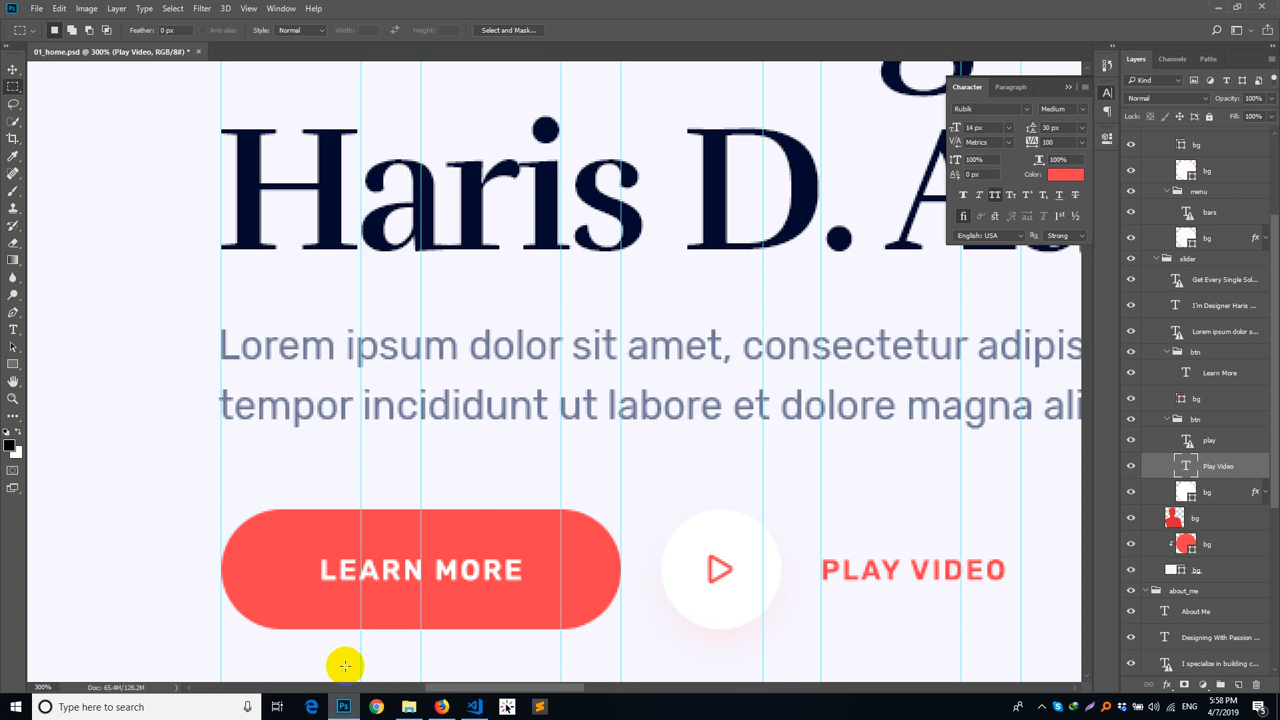 Ps File Edit Image Layer Type Select Filter 3D View Window Help
Feather: 0 px Anti-alias Style: Normal Width: Height: Select and Mask...
01_home.psd @ 300% (Play Video, RGB/8#) * ×
Haris D.
Lorem ipsum dolor sit amet, consectetur adipis
tempor incididunt ut labore et dolore magna ali
LEARN MORE
PLAY VIDEO
Character Paragraph
Rubik Medium
14 px 30 px
Metrics 100
100% 100%
0 px Color:
English: USA Strong
Layers Channels Paths
Kind
Normal Opacity: 100%
Lock: Fill: 100%
bg
bg
menu
bars
bg fx
slider
Get Every Single Sol...
I'm Designer Haris ...
Lorem ipsum dolor s...
btn
Learn More
bg
btn
play
Play Video
bg fx
bg
bg
bg
about_me
About Me
Designing With Passion ...
I specialize in building c...
300% Doc: 65.4M/128.2M
Type here to search
ENG
5:58 PM
4/7/2019